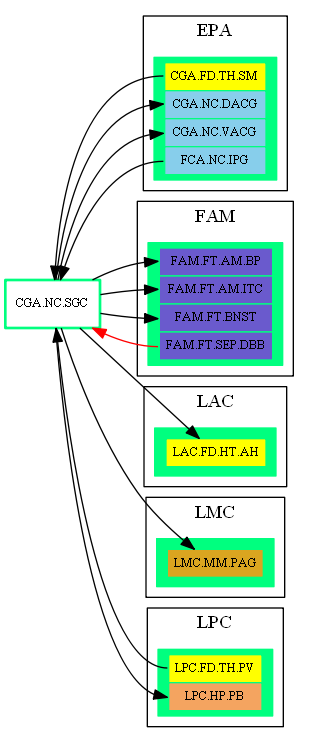 EPA
CGA.FD.TH.SM
CGA.NC.DACG
CGA.NC.VACG
FCA.NC.IPG
FAM
FAM.FT.AM.BP
FAM.FT.AM.ITC
FAM.FT.BNST
FAM.FT.SEP.DBB
CGA.NC.SGC
LAC
LAC.FD.HT.AH
LMC
LMC.MM.PAG
LPC
LPC.FD.TH.PV
LPC.HP.PB